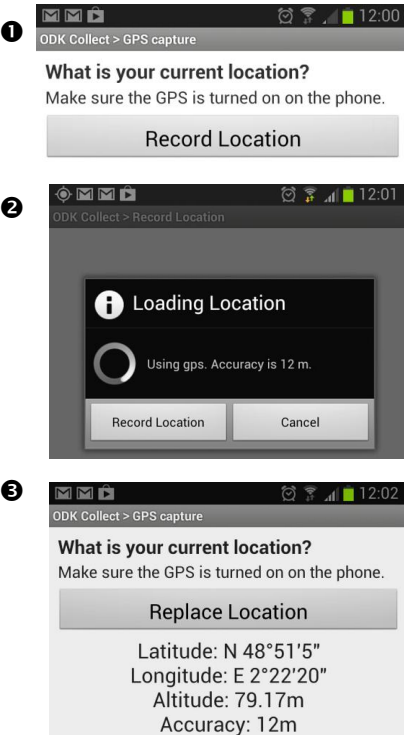 ❶
12:00
ODK Collect > GPS capture
What is your current location?
Make sure the GPS is turned on on the phone.
Record Location
❷
12:01
ODK Collect > Record Location
Loading Location
Using gps. Accuracy is 12 m.
Record Location Cancel
❸
12:02
ODK Collect > GPS capture
What is your current location?
Make sure the GPS is turned on on the phone.
Replace Location
Latitude: N 48°51'5"
Longitude: E 2°22'20"
Altitude: 79.17m
Accuracy: 12m